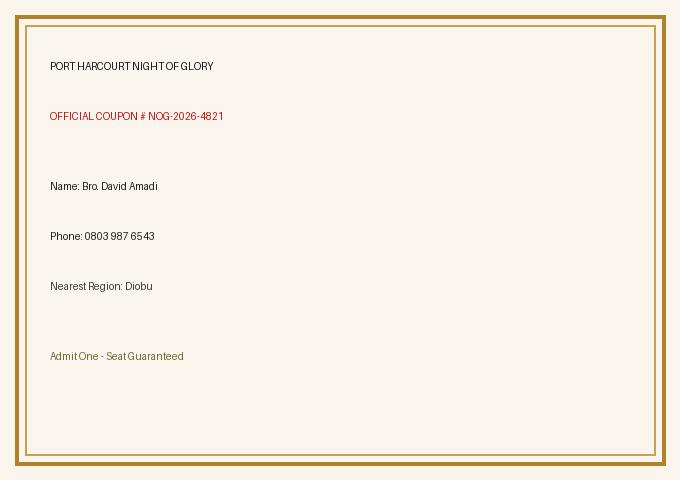 PORT HARCOURT NIGHT OF GLORY
OFFICIAL COUPON # NOG-2026-4821
Name: Bro. David Amadi
Phone: 0803 987 6543
Nearest Region: Diobu
Admit One - Seat Guaranteed